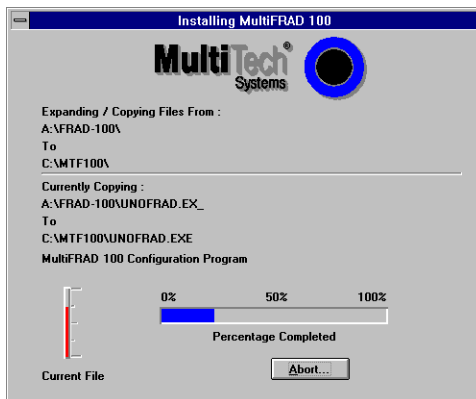 Installing MultiFRAD 100
MultiTech®
Systems
Expanding / Copying Files From :
A:\FRAD-100\
To
C:\MTF100\
Currently Copying :
A:\FRAD-100\UNOFRAD.EX_
To
C:\MTF100\UNOFRAD.EXE
MultiFRAD 100 Configuration Program
0% 50% 100%
Percentage Completed
Current File
Abort...